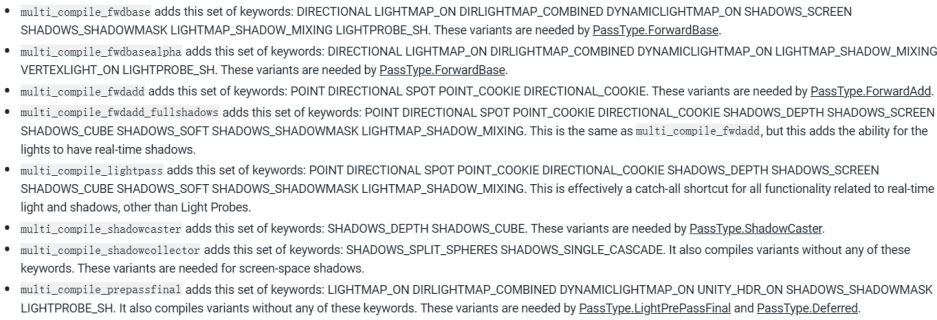 • multi_compile_fwdbase adds this set of keywords: DIRECTIONAL LIGHTMAP_ON DIRLIGHTMAP_COMBINED DYNAMICLIGHTMAP_ON SHADOWS_SCREEN
SHADOWS_SHADOWMASK LIGHTMAP_SHADOW_MIXING LIGHTPROBE_SH. These variants are needed by PassType.ForwardBase.
• multi_compile_fwdbasealpha adds this set of keywords: DIRECTIONAL LIGHTMAP_ON DIRLIGHTMAP_COMBINED DYNAMICLIGHTMAP_ON LIGHTMAP_SHADOW_MIXING
VERTEXLIGHT_ON LIGHTPROBE_SH. These variants are needed by PassType.ForwardBase.
• multi_compile_fwdadd adds this set of keywords: POINT DIRECTIONAL SPOT POINT_COOKIE DIRECTIONAL_COOKIE. These variants are needed by PassType.ForwardAdd.
• multi_compile_fwdadd_fullshadows adds this set of keywords: POINT DIRECTIONAL SPOT POINT_COOKIE DIRECTIONAL_COOKIE SHADOWS_DEPTH SHADOWS_SCREEN
SHADOWS_CUBE SHADOWS_SOFT SHADOWS_SHADOWMASK LIGHTMAP_SHADOW_MIXING. This is the same as multi_compile_fwdadd, but this adds the ability for the
lights to have real-time shadows.
• multi_compile_lightpass adds this set of keywords: POINT DIRECTIONAL SPOT POINT_COOKIE DIRECTIONAL_COOKIE SHADOWS_DEPTH SHADOWS_SCREEN
SHADOWS_CUBE SHADOWS_SOFT SHADOWS_SHADOWMASK LIGHTMAP_SHADOW_MIXING. This is effectively a catch-all shortcut for all functionality related to real-time
light and shadows, other than Light Probes.
• multi_compile_shadowcaster adds this set of keywords: SHADOWS_DEPTH SHADOWS_CUBE. These variants are needed by PassType.ShadowCaster.
• multi_compile_shadowcollector adds this set of keywords: SHADOWS_SPLIT_SPHERES SHADOWS_SINGLE_CASCADE. It also compiles variants without any of these
keywords. These variants are needed for screen-space shadows.
• multi_compile_prepassfinal adds this set of keywords: LIGHTMAP_ON DIRLIGHTMAP_COMBINED DYNAMICLIGHTMAP_ON UNITY_HDR_ON SHADOWS_SHADOWMASK
LIGHTPROBE_SH. It also compiles variants without any of these keywords. These variants are needed by PassType.LightPrePassFinal and PassType.Deferred.